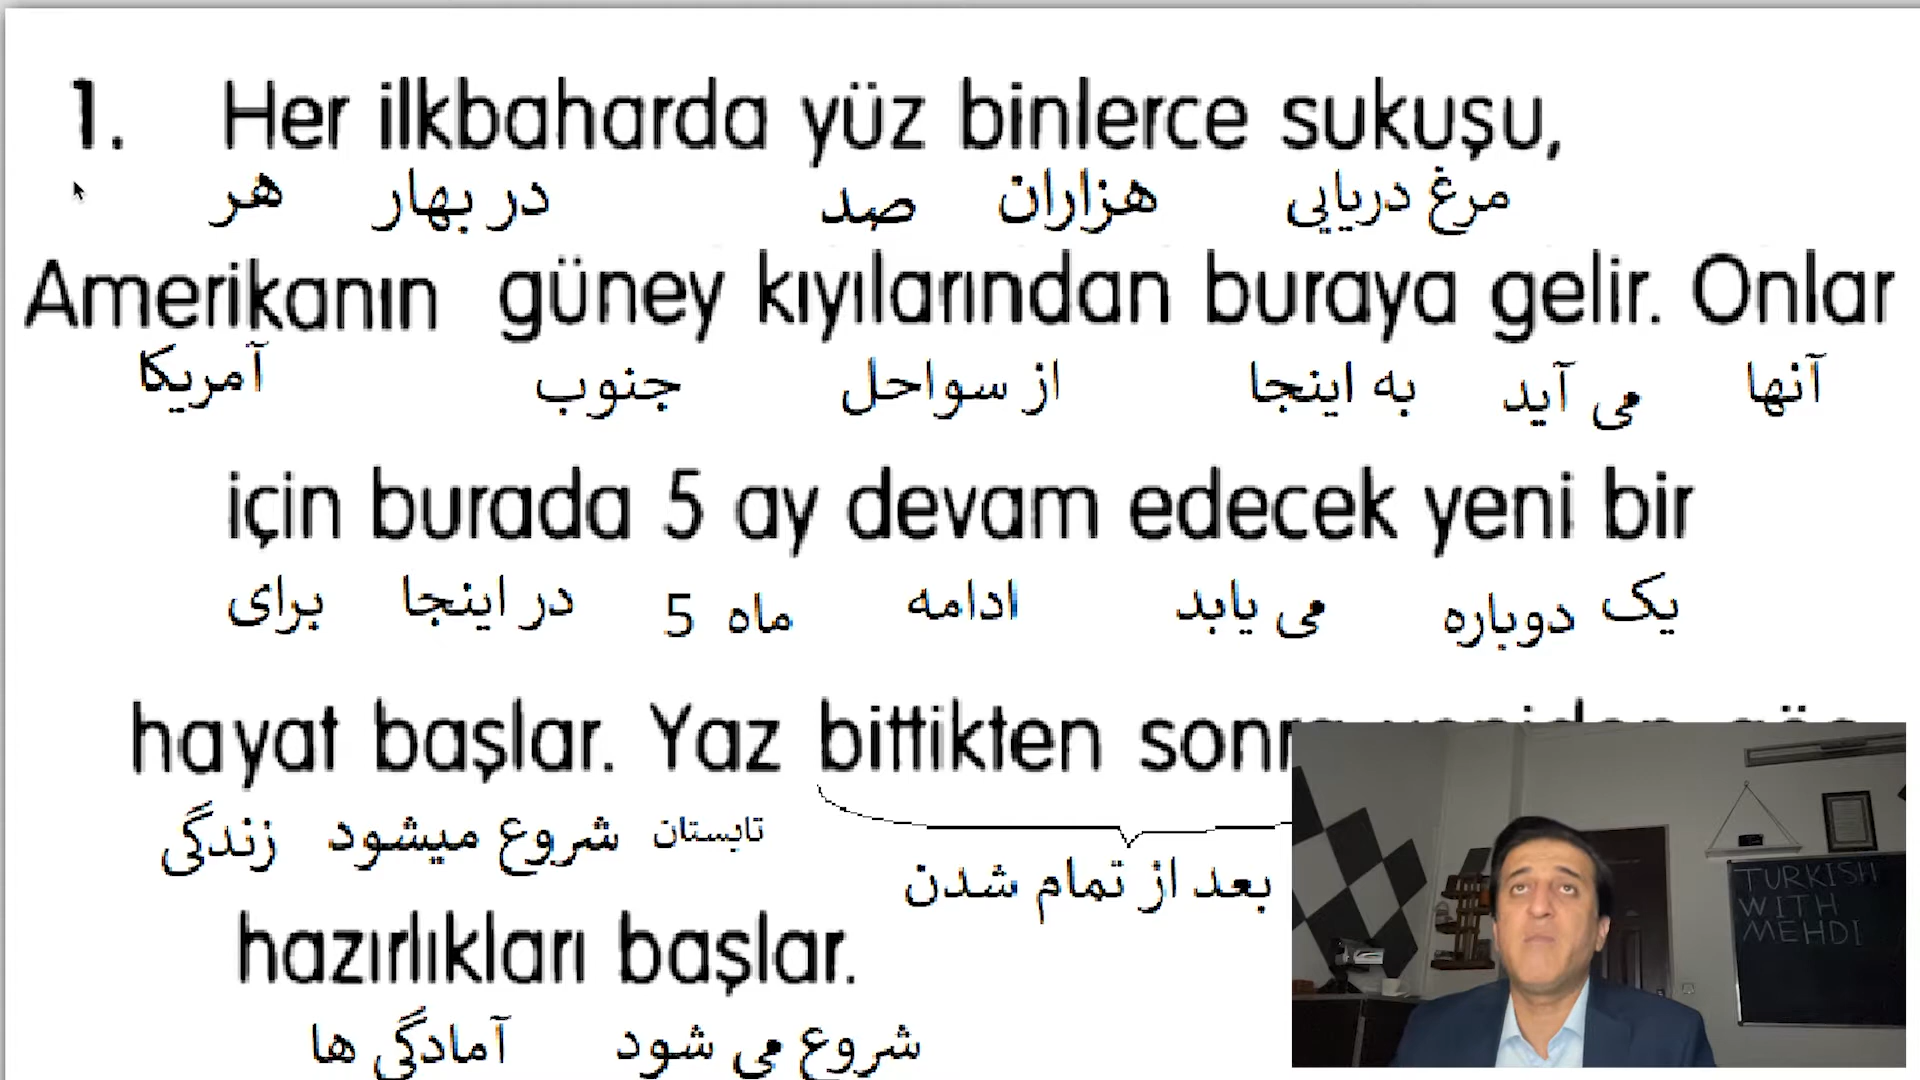 1. Her ilkbaharda yüz binlerce sukuşu,
هر در بهار صد هزاران مرغ دریایی
Amerikanın güney kıyılarından buraya gelir. Onlar
آمریکا جنوب از سواحل به اینجا می آید آنها
için burada 5 ay devam edecek yeni bir
برای در اینجا 5 ماه ادامه می یابد دوباره یک
hayat başlar. Yaz bittikten
زندگی شروع میشود تابستان بعد از تمام شدن
hazırlıkları başlar.
آمادگی ها شروع می شود
TURKISH
WITH
MEHDI